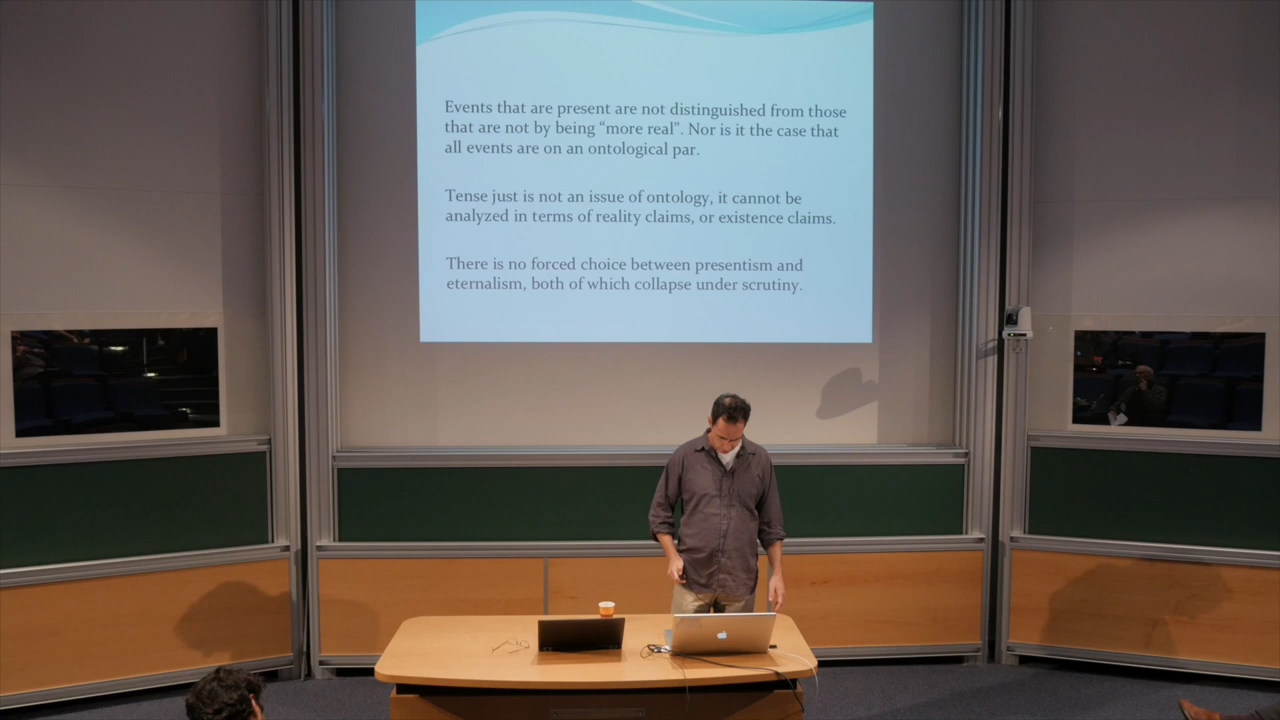 Events that are present are not distinguished from those
that are not by being “more real”. Nor is it the case that
all events are on an ontological par.
Tense just is not an issue of ontology, it cannot be
analyzed in terms of reality claims, or existence claims.
There is no forced choice between presentism and
eternalism, both of which collapse under scrutiny.